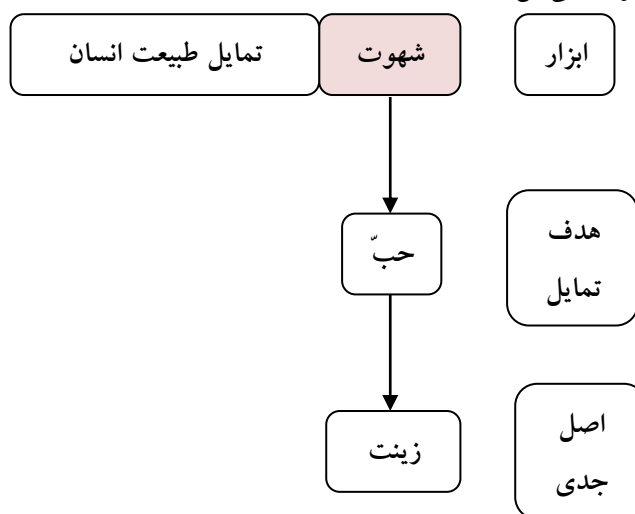 ابزار
شهوت
تمایل طبیعت انسان
هدف
تمایل
حبّ
اصل
جدی
زینت